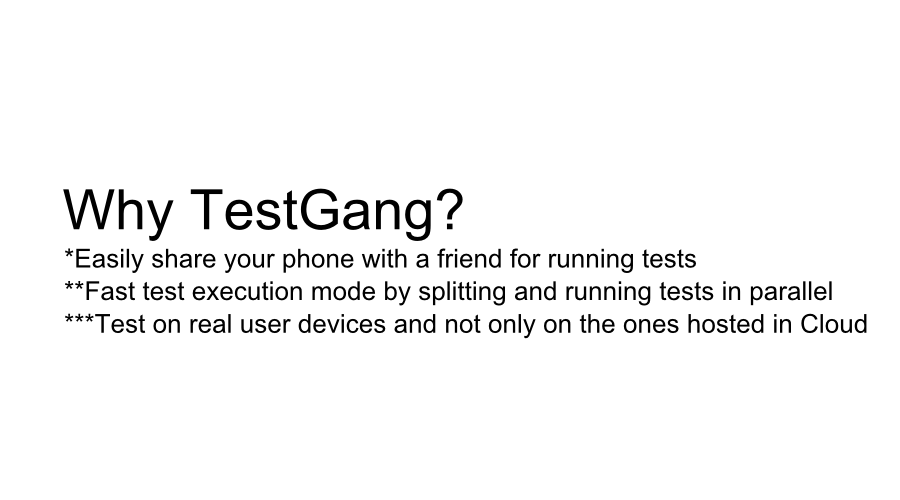 Why TestGang?
*Easily share your phone with a friend for running tests
**Fast test execution mode by splitting and running tests in parallel
***Test on real user devices and not only on the ones hosted in Cloud